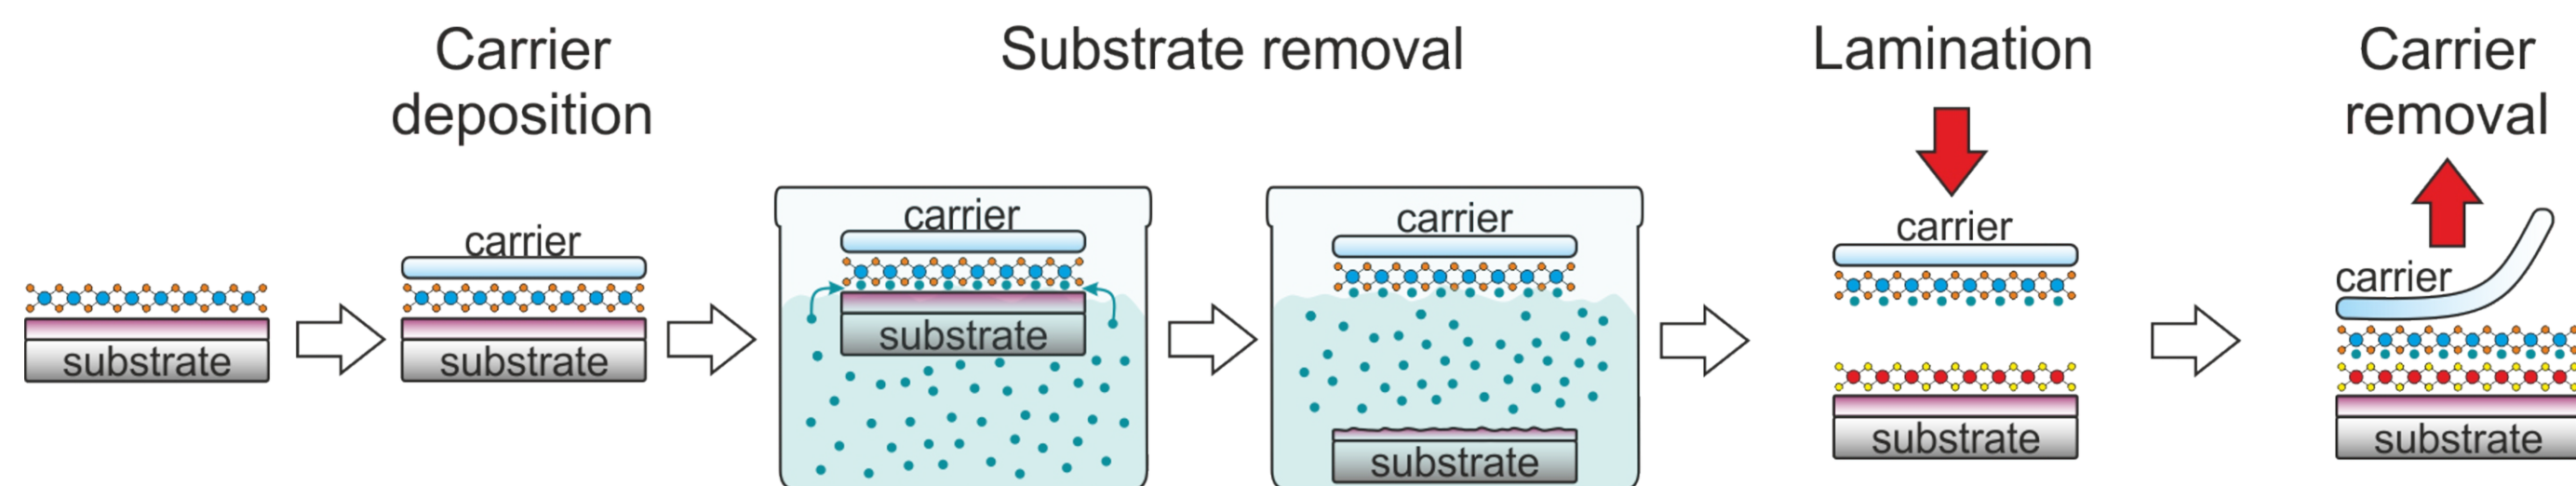 Carrier
deposition
Substrate removal
Lamination
Carrier
removal
substrate
carrier
substrate
carrier
substrate
carrier
substrate
carrier
substrate
carrier
substrate